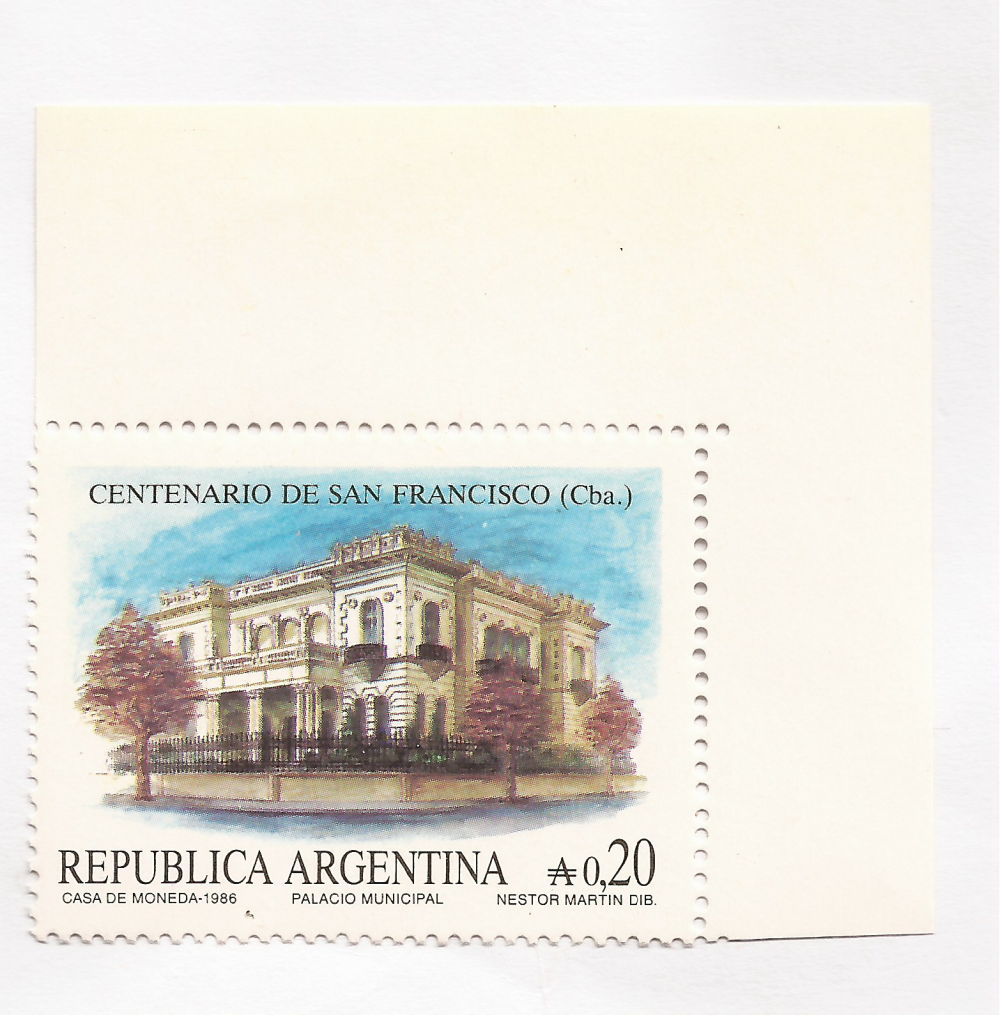 CENTENARIO DE SAN FRANCISCO (Cba.)
REPUBLICA ARGENTINA ₳ 0,20
CASA DE MONEDA-1986 PALACIO MUNICIPAL NESTOR MARTIN DIB.